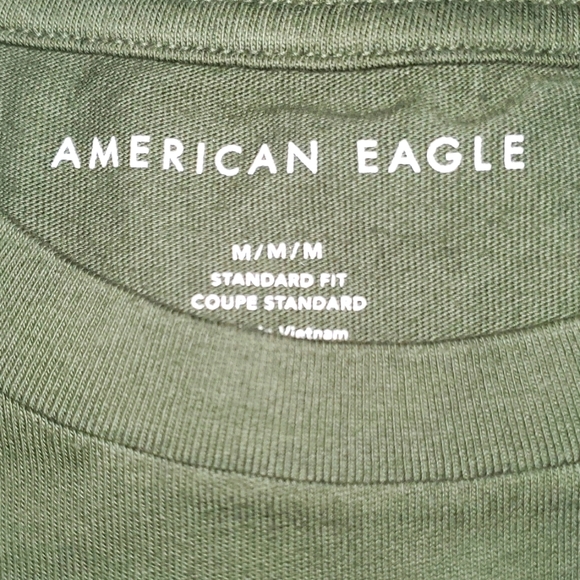 AMERICAN EAGLE
M/M/M
STANDARD FIT
COUPE STANDARD
Vietnam